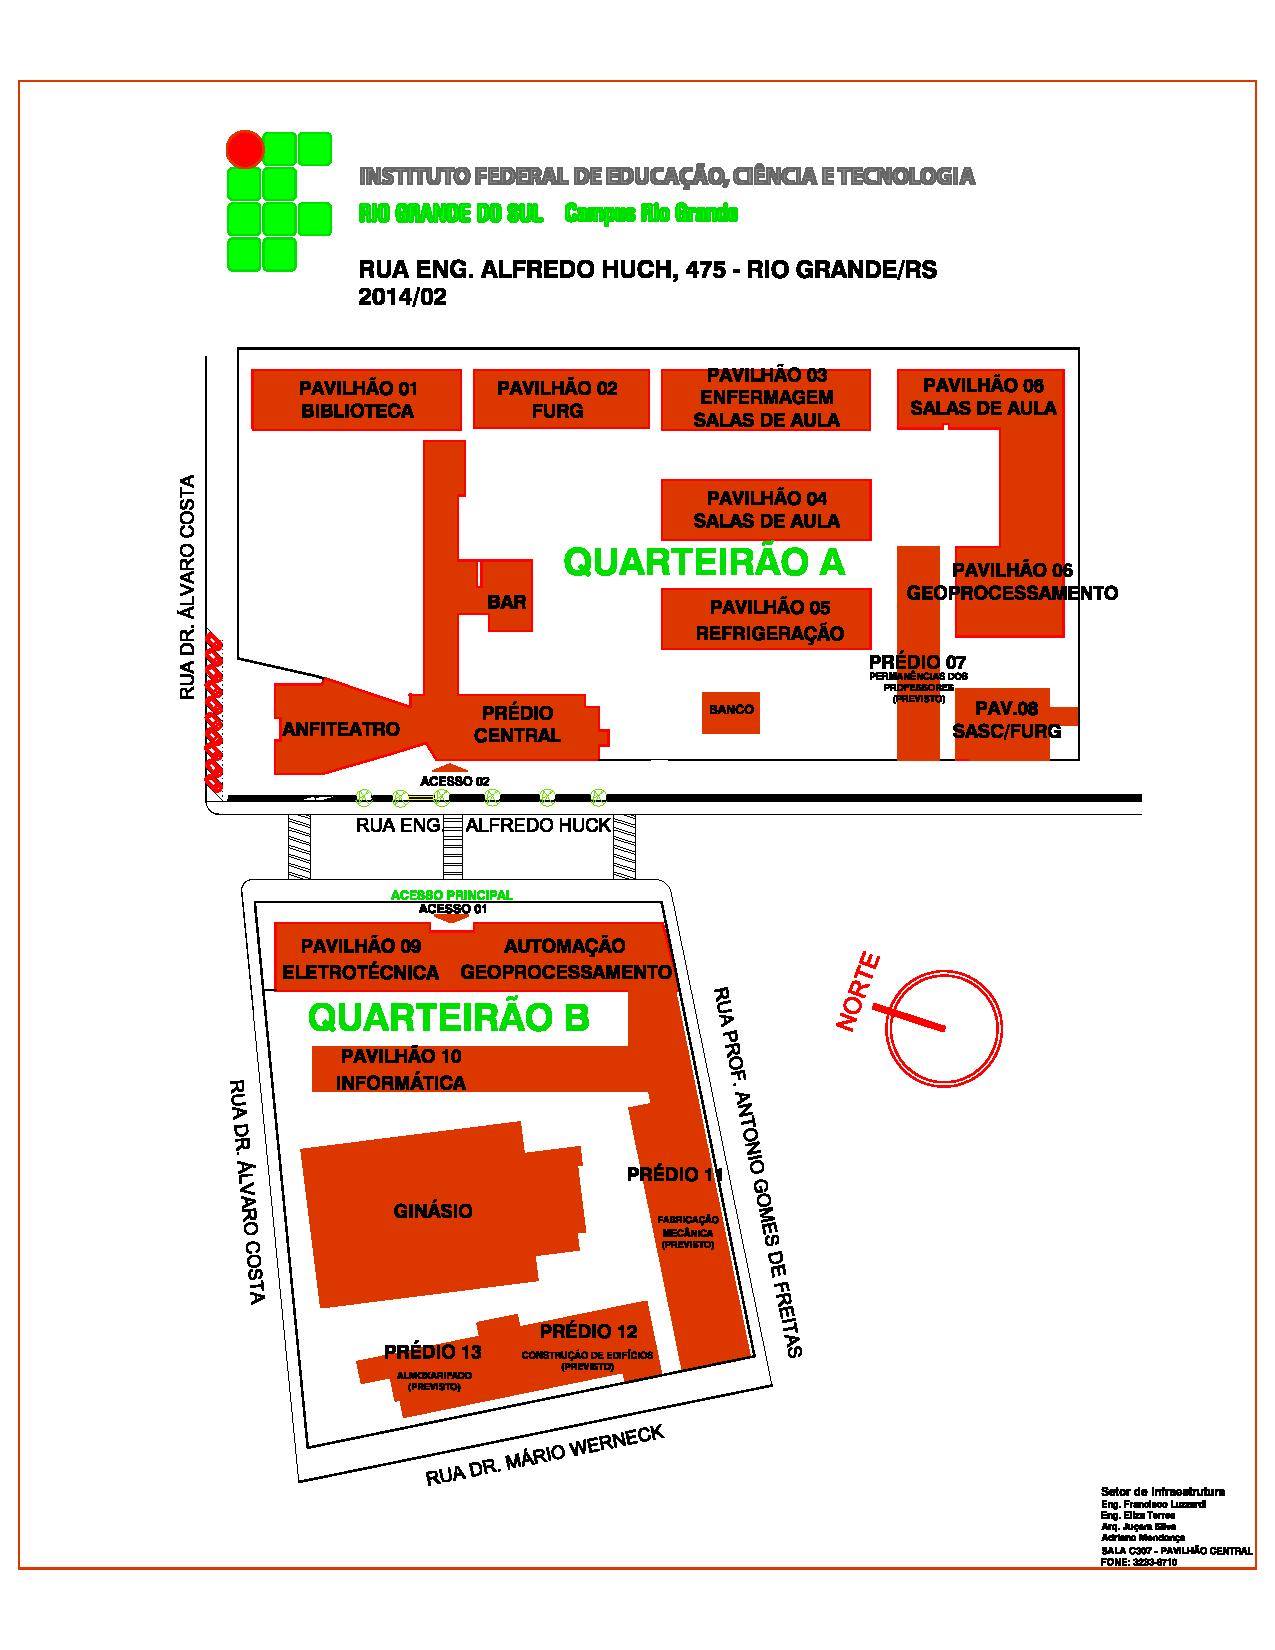 INSTITUTO FEDERAL DE EDUCAÇÃO, CIÊNCIA E TECNOLOGIA
RIO GRANDE DO SUL Campus Rio Grande
RUA ENG. ALFREDO HUCH, 475 - RIO GRANDE/RS
2014/02
PAVILHÃO 01
BIBLIOTECA
PAVILHÃO 02
FURG
PAVILHÃO 03
ENFERMAGEM
SALAS DE AULA
PAVILHÃO 06
SALAS DE AULA
RUA DR. ÁLVARO COSTA
PAVILHÃO 04
SALAS DE AULA
QUARTEIRÃO A
BAR
PAVILHÃO 05
REFRIGERAÇÃO
PAVILHÃO 06
GEOPROCESSAMENTO
PRÉDIO 07
PERMANÊNCIAS DOS
PROFESSORES
(PREVISTO)
ANFITEATRO
PRÉDIO
CENTRAL
BANCO
PAV.08
SASC/FURG
ACESSO 02
RUA ENG. ALFREDO HUCK
ACESSO PRINCIPAL
ACESSO 01
PAVILHÃO 09
ELETROTÉCNICA
AUTOMAÇÃO
GEOPROCESSAMENTO
QUARTEIRÃO B
NORTE
PAVILHÃO 10
INFORMÁTICA
RUA DR. ÁLVARO COSTA
RUA PROF. ANTONIO GOMES DE FREITAS
PRÉDIO 11
FABRICAÇÃO
MECÂNICA
(PREVISTO)
GINÁSIO
PRÉDIO 12
CONSTRUÇÃO DE EDIFÍCIOS
(PREVISTO)
PRÉDIO 13
ALMOXARIFADO
(PREVISTO)
RUA DR. MÁRIO WERNECK
Setor de Infraestrutura
Eng. Francisco Luzzardi
Eng. Eliza Torres
Arq. Juçara Silva
Adriano Mendonça
SALA C307 - PAVILHÃO CENTRAL
FONE: 3233-8710